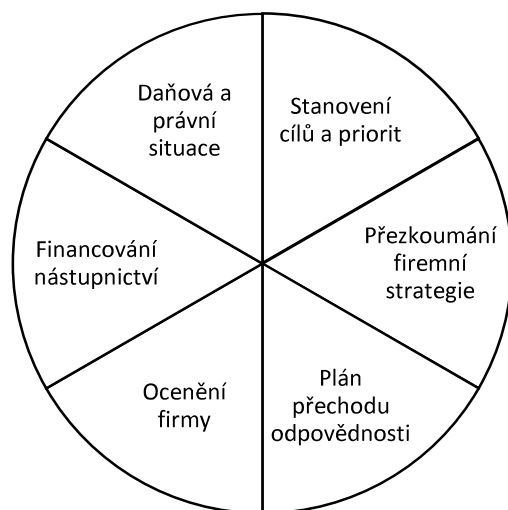 Daňová a
právní
situace
Stanovení
cílů a priorit
Přezkoumání
firemní
strategie
Plán
přechodu
odpovědnosti
Ocenění
firmy
Financování
nástupnictví